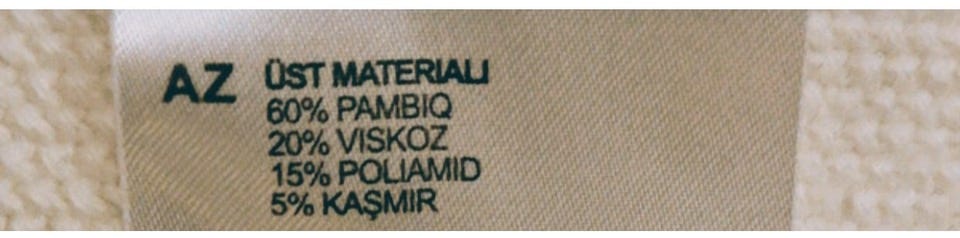 AZ ÜST MATERIALI
60% PAMBIQ
20% VISKOZ
15% POLIAMID
5% KAŞMIR